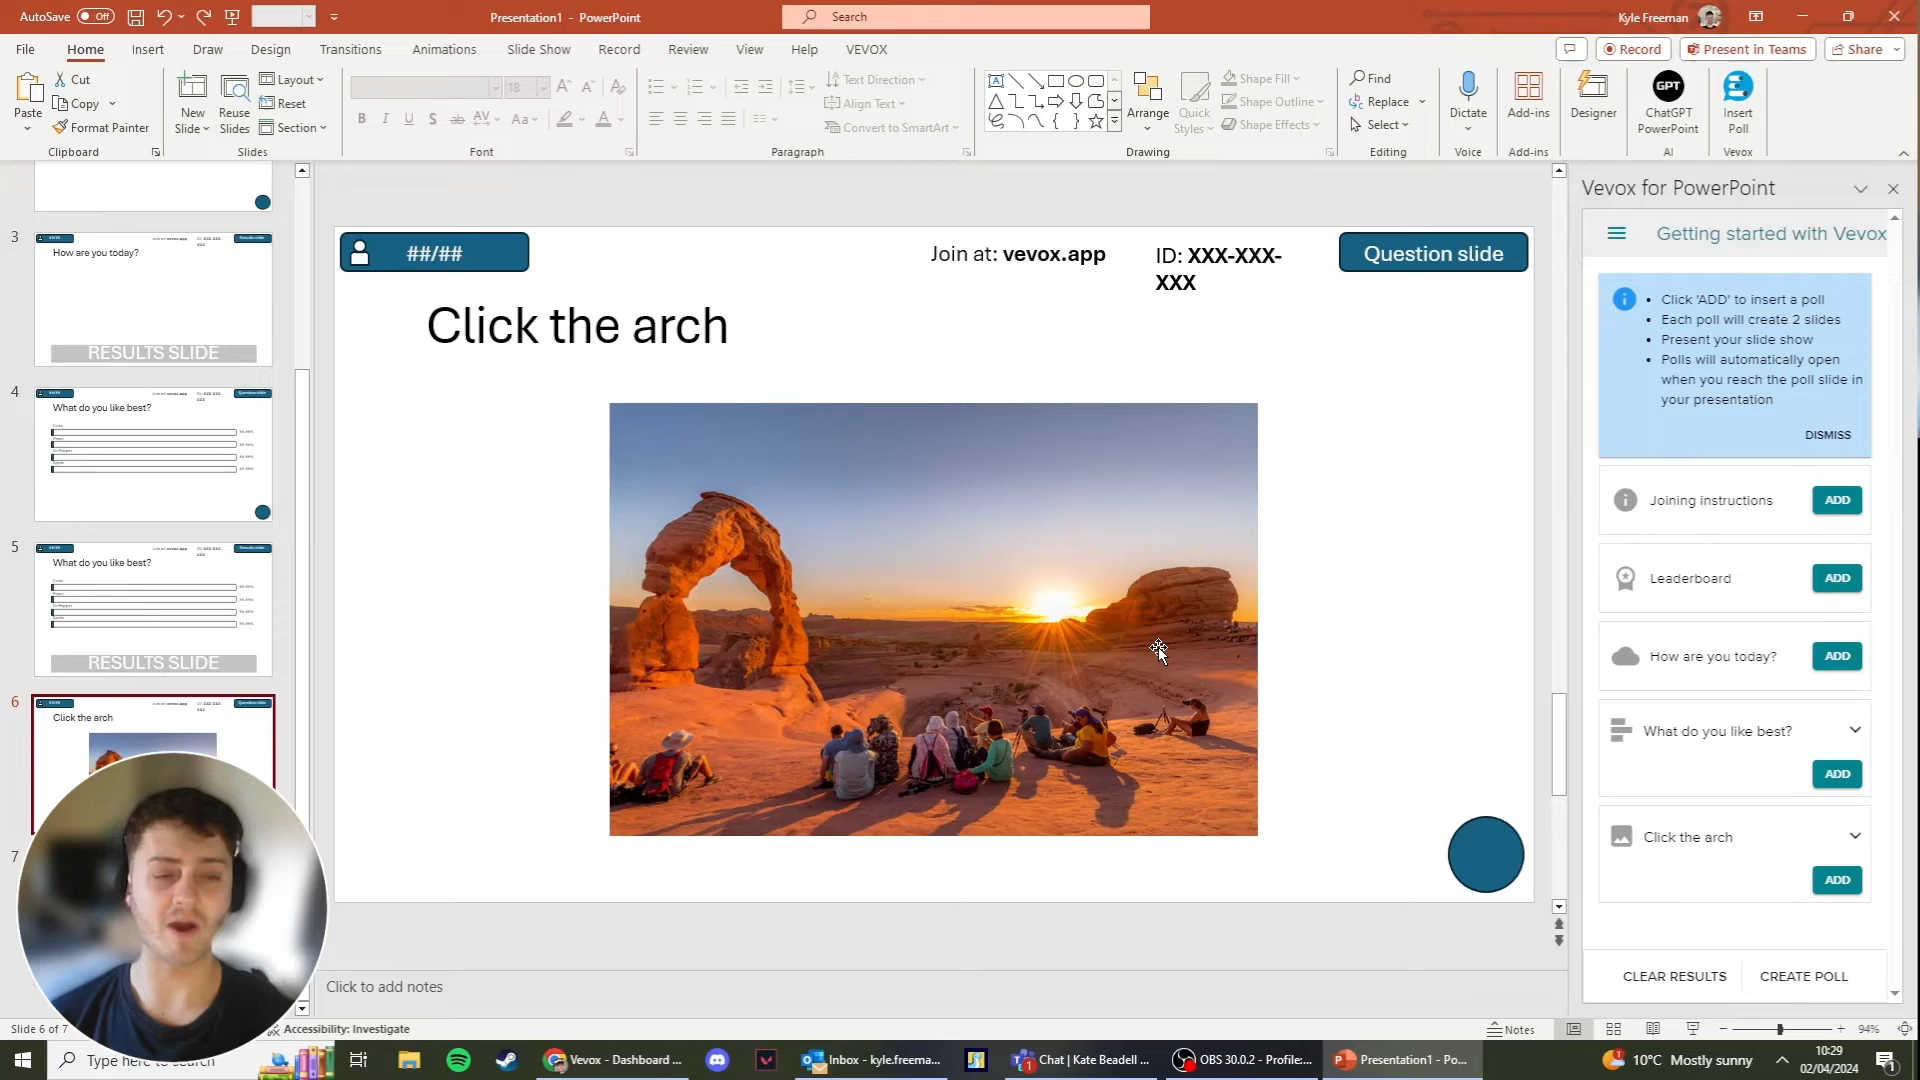 AutoSave Off
Presentation1 - PowerPoint
Search
Kyle Freeman
File Home Insert Draw Design Transitions Animations Slide Show Record Review View Help VEVOX
Record Present in Teams Share
Paste
Cut
Copy
Format Painter
Clipboard
New Slide
Reuse Slides
Layout
Reset
Section
Slides
18
B I U S ab AV Aa A
Font
Text Direction
Align Text
Convert to SmartArt
Paragraph
Arrange
Quick Styles
Shape Fill
Shape Outline
Shape Effects
Drawing
Find
Replace
Select
Editing
Dictate
Voice
Add-ins
Add-ins
Designer
GPT
ChatGPT PowerPoint
AI
Insert Poll
Vevox
3
How are you today?
RESULTS SLIDE
4
What do you like best?
5
What do you like best?
RESULTS SLIDE
6
Click the arch
7
##/##
Join at: vevox.app
ID: XXX-XXX-
XXX
Question slide
Click the arch
Click to add notes
Vevox for PowerPoint
Getting started with Vevox
Click 'ADD' to insert a poll
Each poll will create 2 slides
Present your slide show
Polls will automatically open
when you reach the poll slide in
your presentation
DISMISS
Joining instructions ADD
Leaderboard ADD
How are you today? ADD
What do you like best?
ADD
Click the arch
ADD
CLEAR RESULTS CREATE POLL
Slide 6 of 7
Accessibility: Investigate
Notes
94%
Type here to search
Vevox - Dashboard ...
Inbox - kyle.freema...
Chat | Kate Beadell ...
OBS 30.0.2 - Profile:...
Presentation1 - Po...
10°C Mostly sunny
10:29
02/04/2024